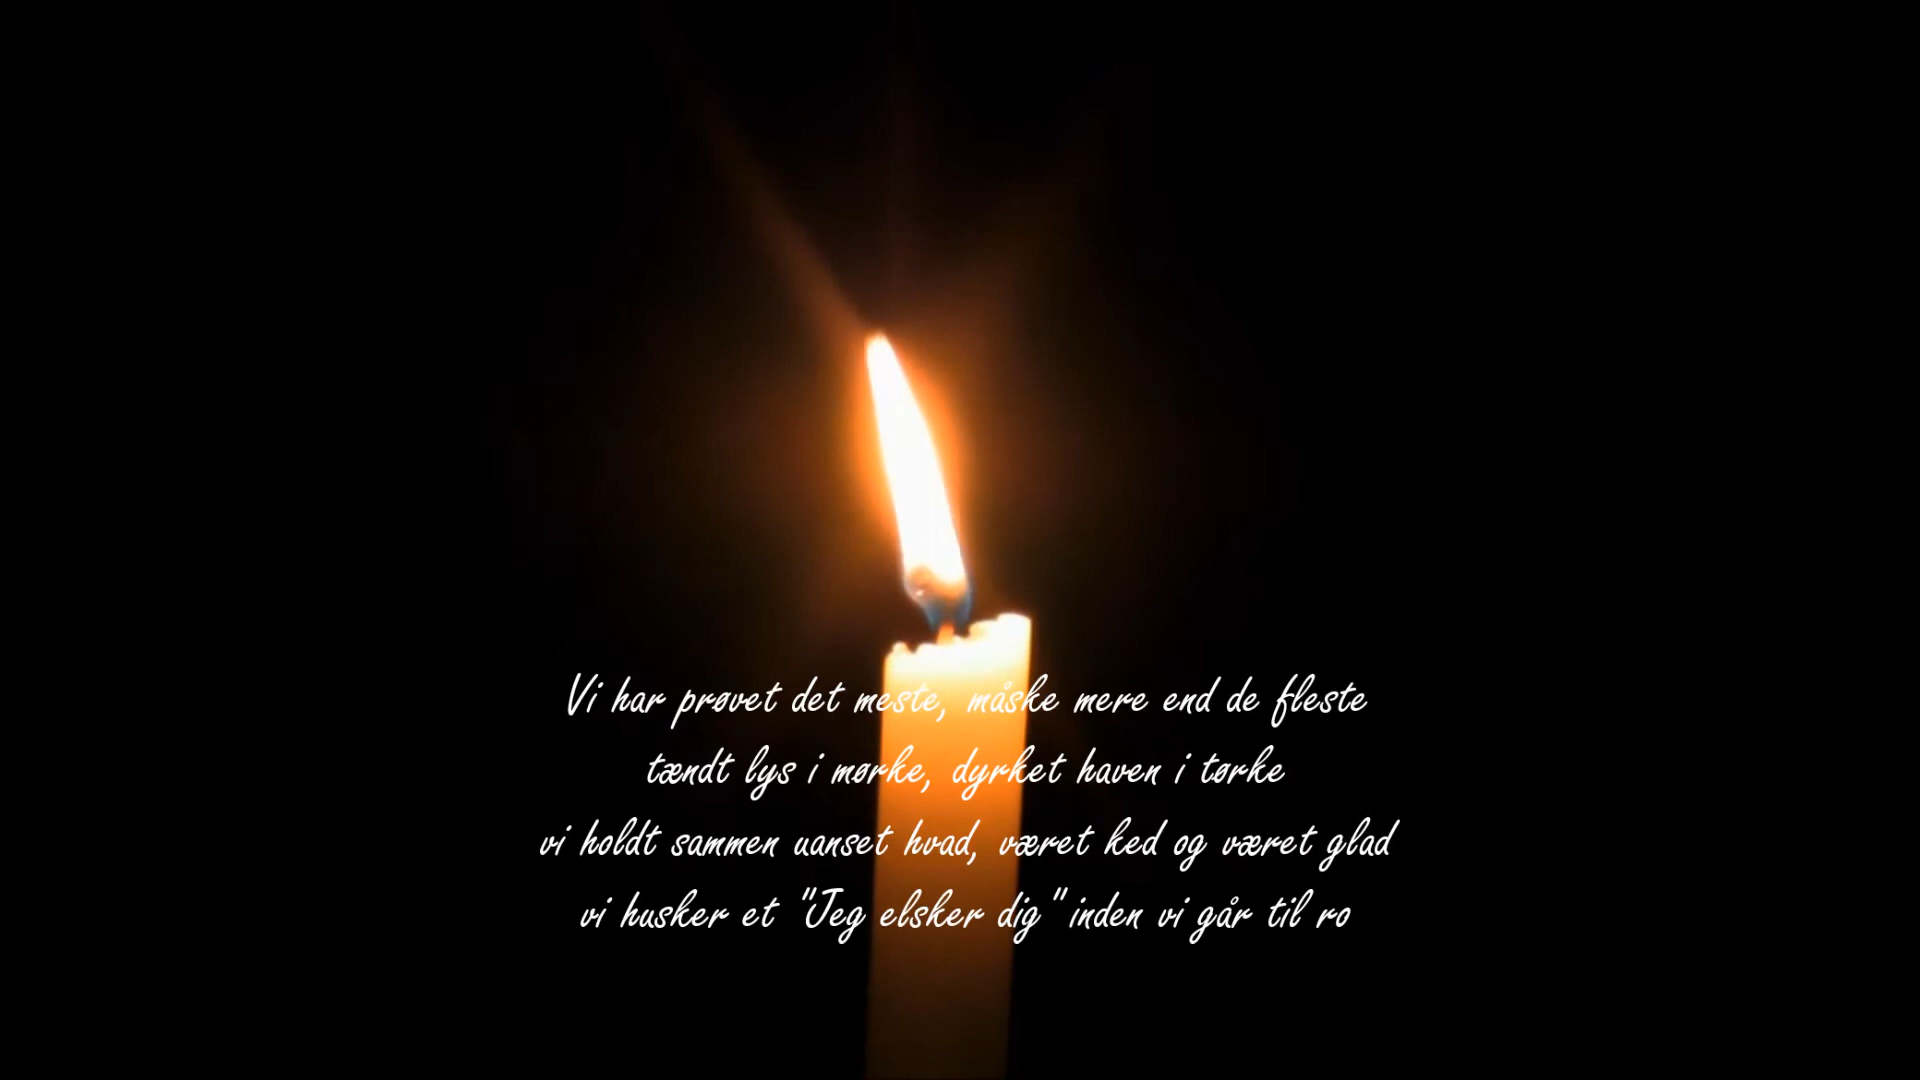 Vi har prøvet det meste, måske mere end de fleste
tændt lys i mørke, dyrket haven i tørke
vi holdt sammen uanset hvad, været ked og været glad
vi husker et "Jeg elsker dig" inden vi går til ro